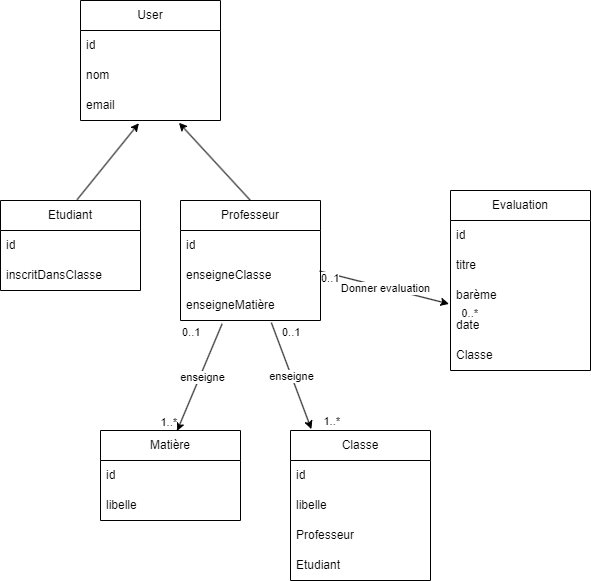 User
id
nom
email
Etudiant
id
inscritDansClasse
Professeur
id
enseigneClasse
enseigneMatière
Evaluation
id
titre
barème
date
Classe
0..1
Donner evaluation
0..*
0..1
0..1
enseigne
enseigne
1..*
1..*
Matière
id
libelle
Classe
id
libelle
Professeur
Etudiant